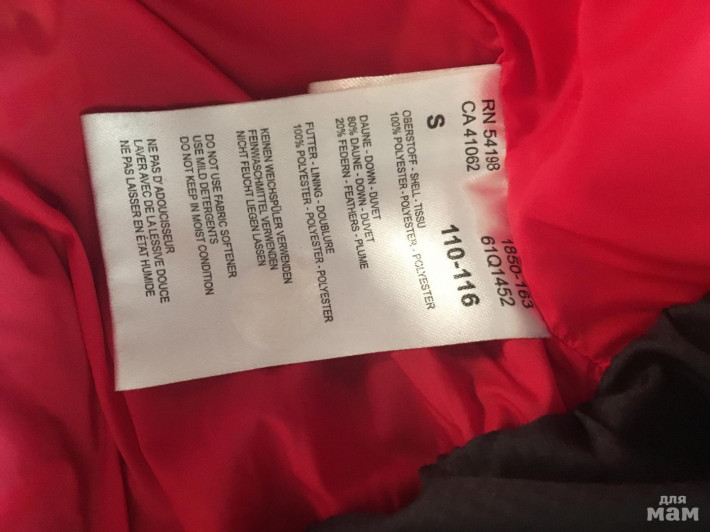 RN 54198
CA 41062
1850-163
61Q1452
S
110-116
OBERSTOFF - SHELL - TISSU
100% POLYESTER - POLYESTER - POLYESTER
DAUNE - DOWN - DUVET
80% DAUNE - DOWN - DUVET
20% FEDERN - FEATHERS - PLUME
FUTTER - LINING - DOUBLURE
100% POLYESTER - POLYESTER - POLYESTER
KEINEN WEICHSPÜLER VERWENDEN
FEINWASCHMITTEL VERWENDEN
NICHT FEUCHT LIEGEN LASSEN
DO NOT USE FABRIC SOFTENER
USE MILD DETERGENTS
DO NOT KEEP IN MOIST CONDITION
NE PAS D'ADOUCISSEUR
LAVER AVEC DE LA LESSIVE DOUCE
NE PAS LAISSER EN ÉTAT HUMIDE
для
мам